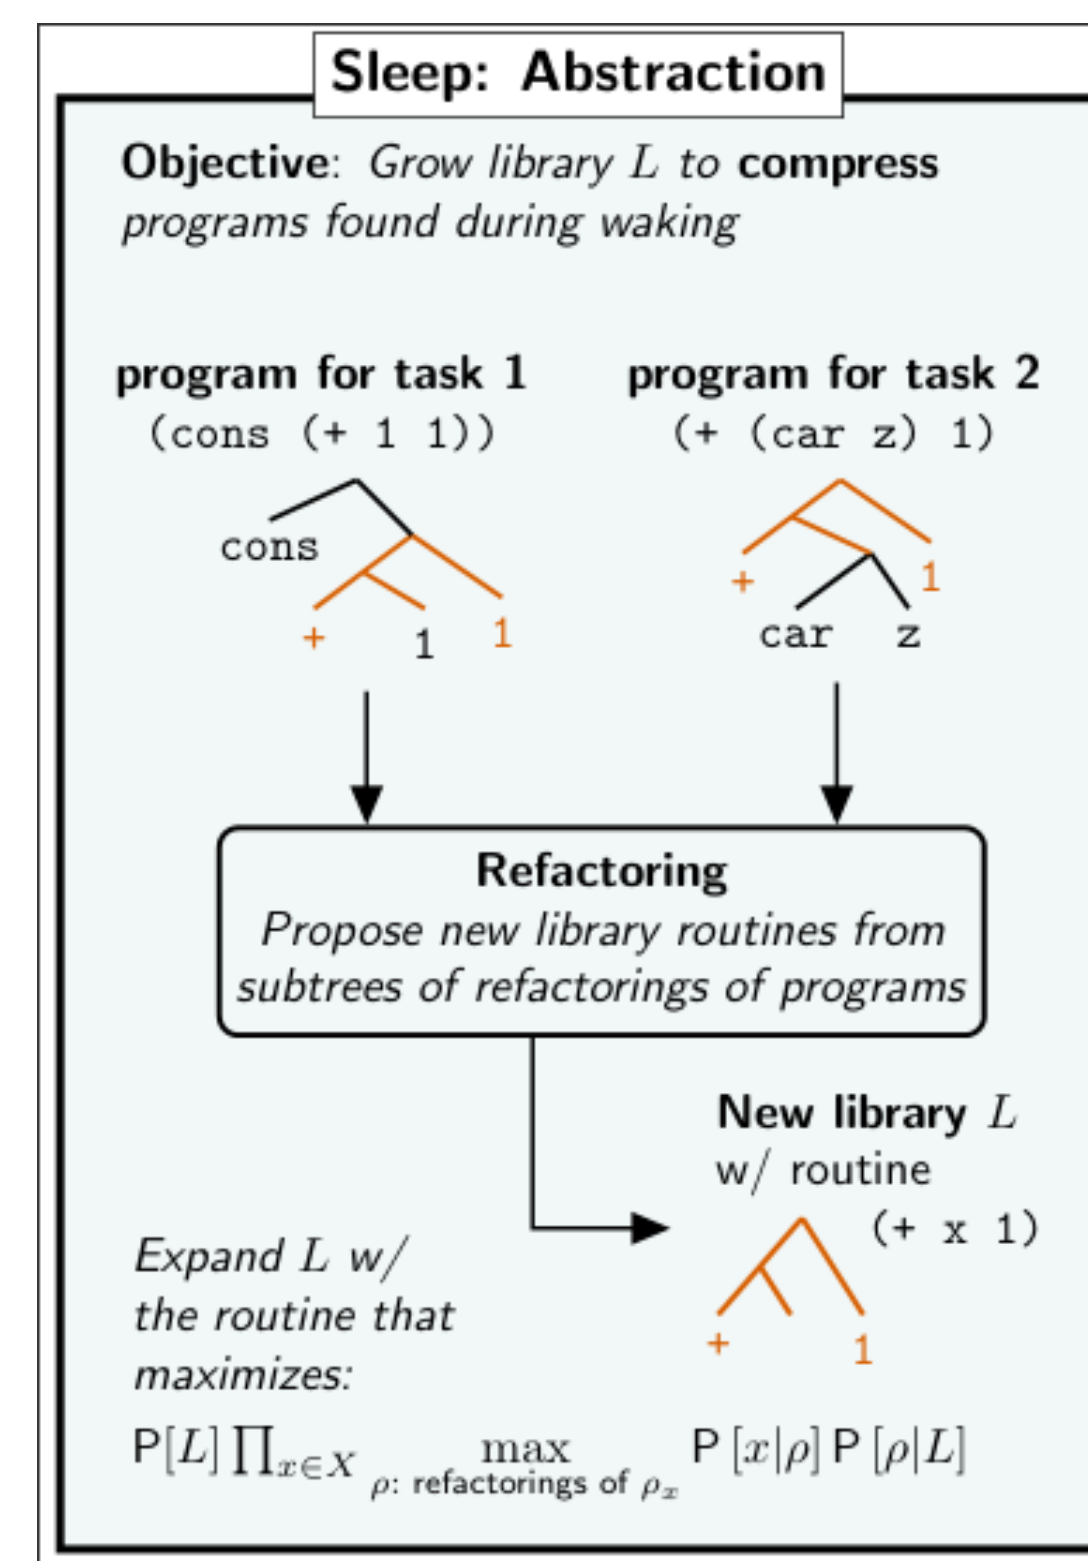 Sleep: Abstraction
Objective: Grow library L to compress
programs found during waking
program for task 1
(cons (+ 1 1))
cons
+ 1 1
program for task 2
(+ (car z) 1)
+ 1
car z
Refactoring
Propose new library routines from
subtrees of refactorings of programs
New library L
w/ routine
(+ x 1)
+ 1
Expand L w/
the routine that
maximizes:
P[L] ∏x∈X max P [x|ρ] P [ρ|L]
ρ: refactorings of ρx